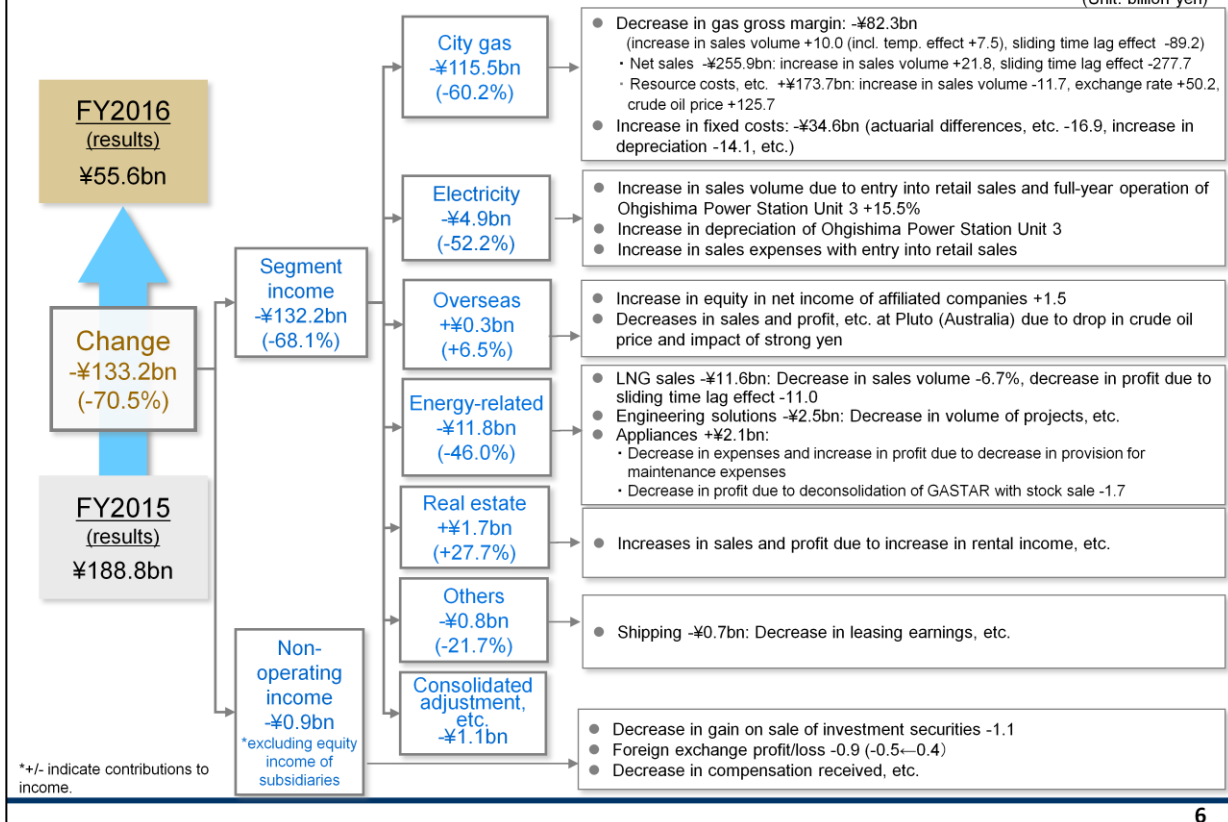 (Unit: billion yen)
FY2016
(results)
¥55.6bn
Change
-¥133.2bn
(-70.5%)
FY2015
(results)
¥188.8bn
*+/- indicate contributions to
income.
Segment
income
-¥132.2bn
(-68.1%)
Non-
operating
income
-¥0.9bn
*excluding equity
income of
subsidiaries
City gas
-¥115.5bn
(-60.2%)
● Decrease in gas gross margin: -¥82.3bn
(increase in sales volume +10.0 (incl. temp. effect +7.5), sliding time lag effect -89.2)
・Net sales -¥255.9bn: increase in sales volume +21.8, sliding time lag effect -277.7
・Resource costs, etc. +¥173.7bn: increase in sales volume -11.7, exchange rate +50.2,
crude oil price +125.7
● Increase in fixed costs: -¥34.6bn (actuarial differences, etc. -16.9, increase in
depreciation -14.1, etc.)
Electricity
-¥4.9bn
(-52.2%)
● Increase in sales volume due to entry into retail sales and full-year operation of
Ohgishima Power Station Unit 3 +15.5%
● Increase in depreciation of Ohgishima Power Station Unit 3
● Increase in sales expenses with entry into retail sales
Overseas
+¥0.3bn
(+6.5%)
● Increase in equity in net income of affiliated companies +1.5
● Decreases in sales and profit, etc. at Pluto (Australia) due to drop in crude oil
price and impact of strong yen
Energy-related
-¥11.8bn
(-46.0%)
● LNG sales -¥11.6bn: Decrease in sales volume -6.7%, decrease in profit due to
sliding time lag effect -11.0
● Engineering solutions -¥2.5bn: Decrease in volume of projects, etc.
● Appliances +¥2.1bn:
・Decrease in expenses and increase in profit due to decrease in provision for
maintenance expenses
・Decrease in profit due to deconsolidation of GASTAR with stock sale -1.7
Real estate
+¥1.7bn
(+27.7%)
● Increases in sales and profit due to increase in rental income, etc.
Others
-¥0.8bn
(-21.7%)
● Shipping -¥0.7bn: Decrease in leasing earnings, etc.
Consolidated
adjustment,
etc.
-¥1.1bn
● Decrease in gain on sale of investment securities -1.1
● Foreign exchange profit/loss -0.9 (-0.5←0.4)
● Decrease in compensation received, etc.
6